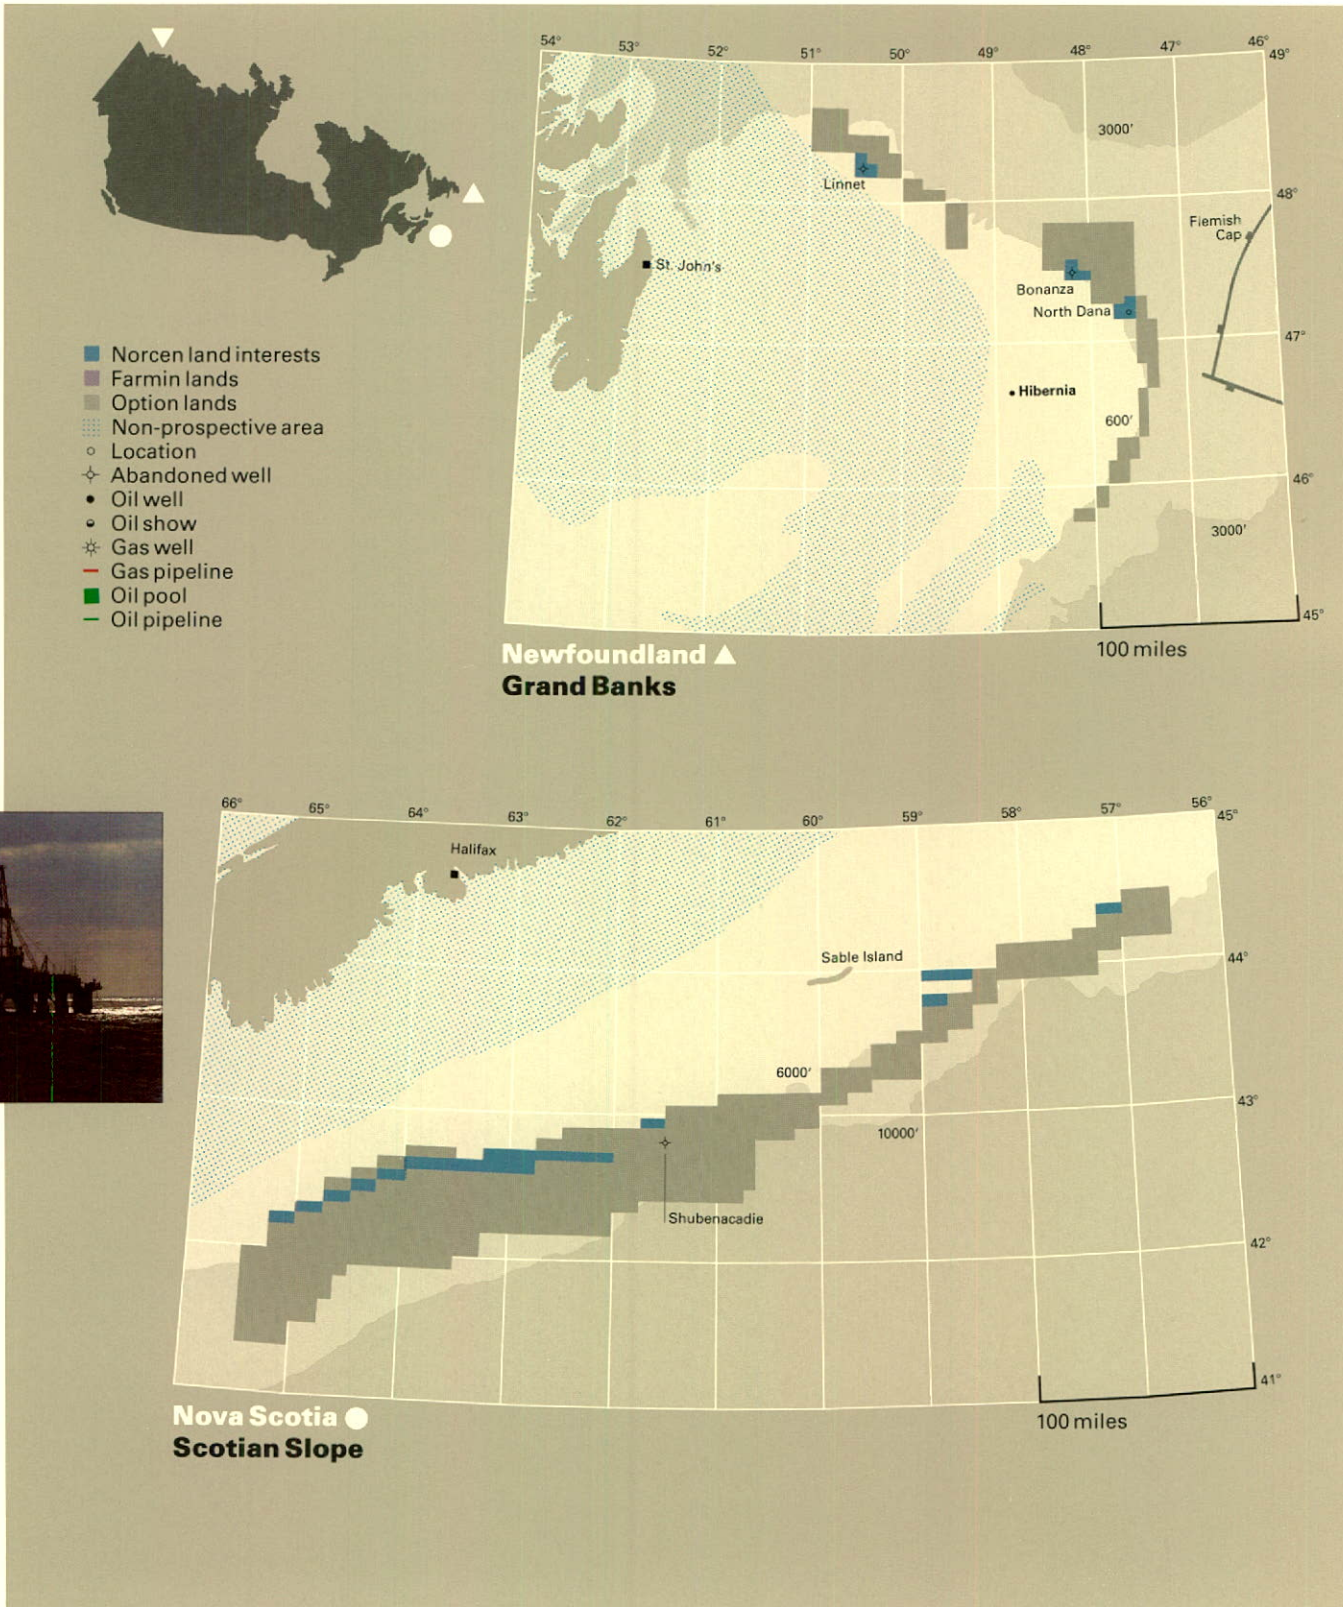 54°
53°
52°
51°
50°
49°
48°
47°
46°
49°
3000'
Linnet
48°
Flemish
Cap
St. John's
Bonanza
North Dana
47°
Hibernia
600'
46°
3000'
45°
100 miles
Norcen land interests
Farmin lands
Option lands
Non-prospective area
Location
Abandoned well
Oil well
Oil show
Gas well
Gas pipeline
Oil pool
Oil pipeline
Newfoundland
Grand Banks
66°
65°
64°
63°
62°
61°
60°
59°
58°
57°
56°
45°
Halifax
Sable Island
44°
6000'
43°
10000'
Shubenacadie
42°
41°
100 miles
Nova Scotia
Scotian Slope